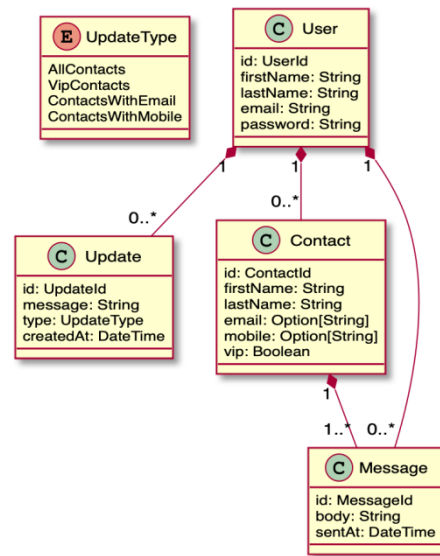 E UpdateType
AllContacts
VipContacts
ContactsWithEmail
ContactsWithMobile
C User
id: UserId
firstName: String
lastName: String
email: String
password: String
1
1
1
0..*
0..*
C Update
id: UpdateId
message: String
type: UpdateType
createdAt: DateTime
C Contact
id: ContactId
firstName: String
lastName: String
email: Option[String]
mobile: Option[String]
vip: Boolean
1
1..*
0..*
C Message
id: MessageId
body: String
sentAt: DateTime